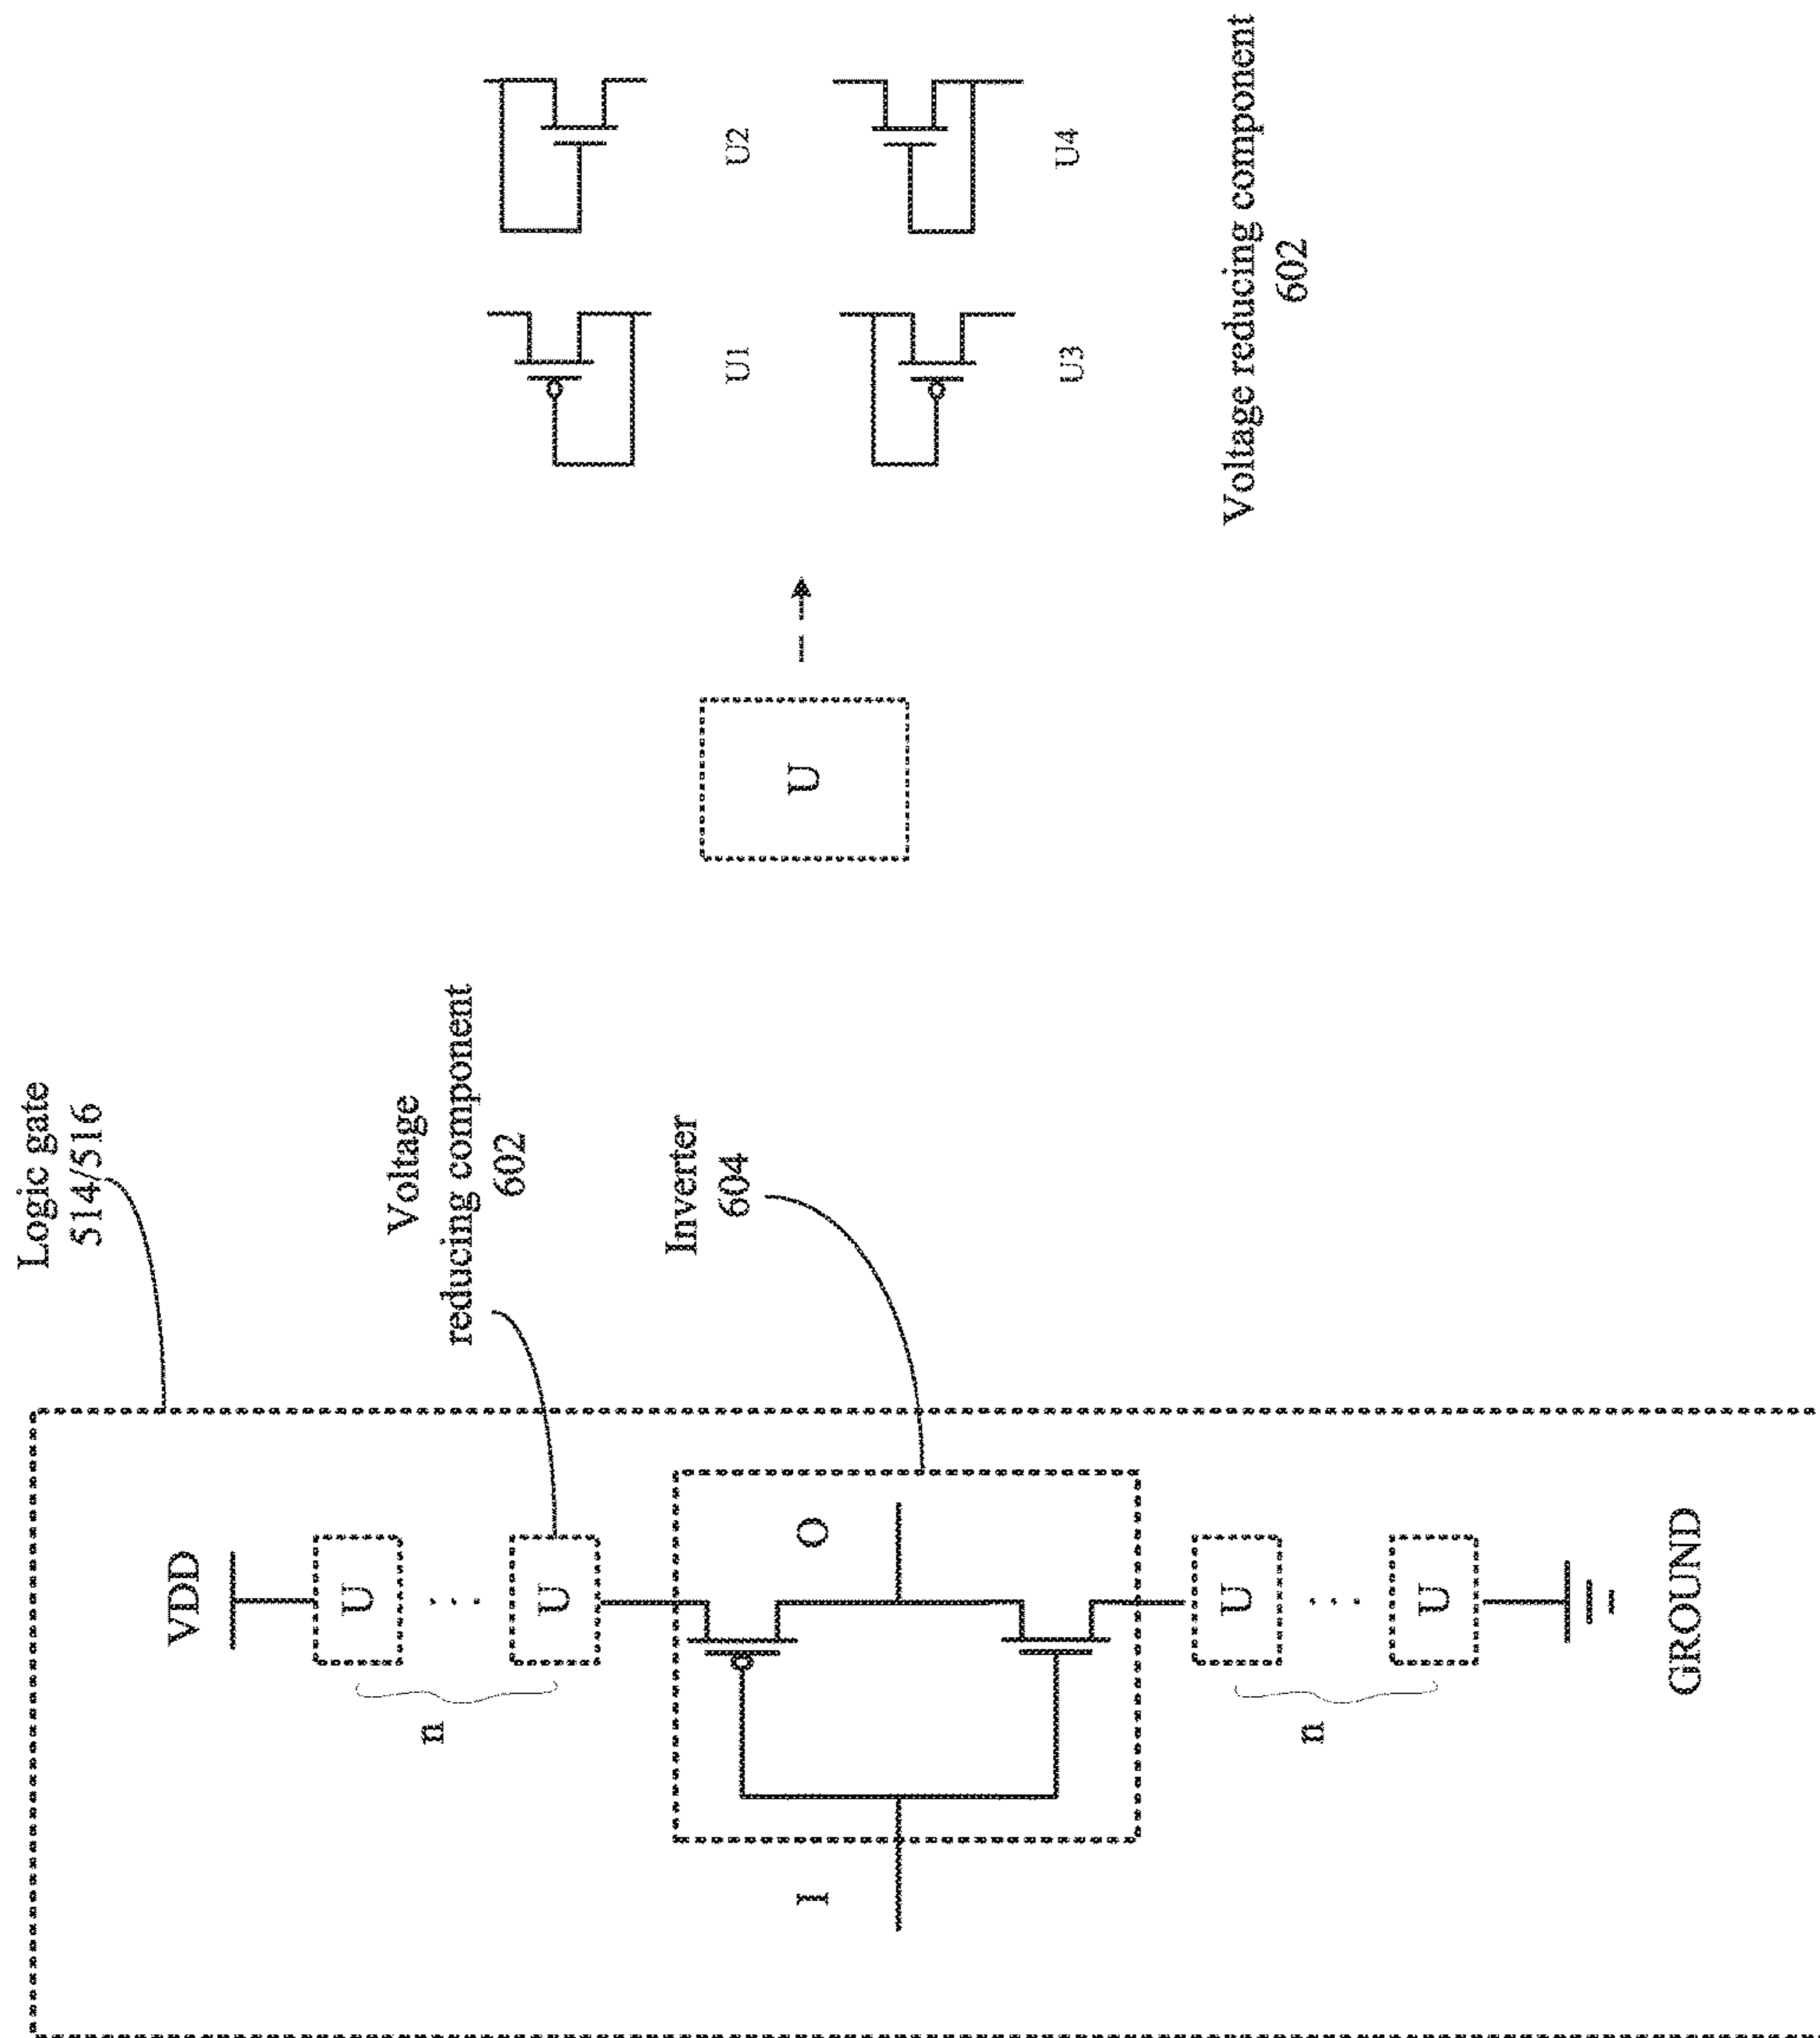 Logic gate
514/516
VDD
U
n
Voltage
reducing component
602
U
Inverter
604
I
O
U
n
U
GROUND
U
U1
U2
U3
U4
Voltage reducing component
602